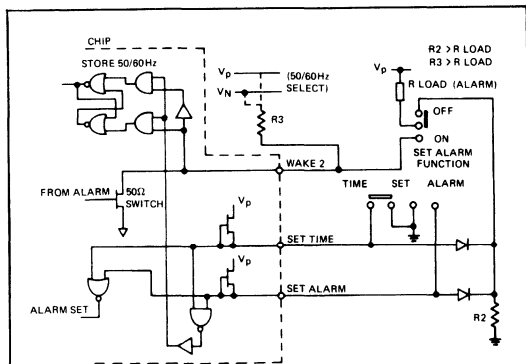 CHIP
STORE 50/60Hz
Vp
VN
(50/60Hz
SELECT)
R3
R2 > R LOAD
R3 > R LOAD
Vp
R LOAD (ALARM)
OFF
ON
SET ALARM
FUNCTION
WAKE 2
TIME SET ALARM
FROM ALARM
50Ω
SWITCH
Vp
SET TIME
Vp
SET ALARM
R2
ALARM SET